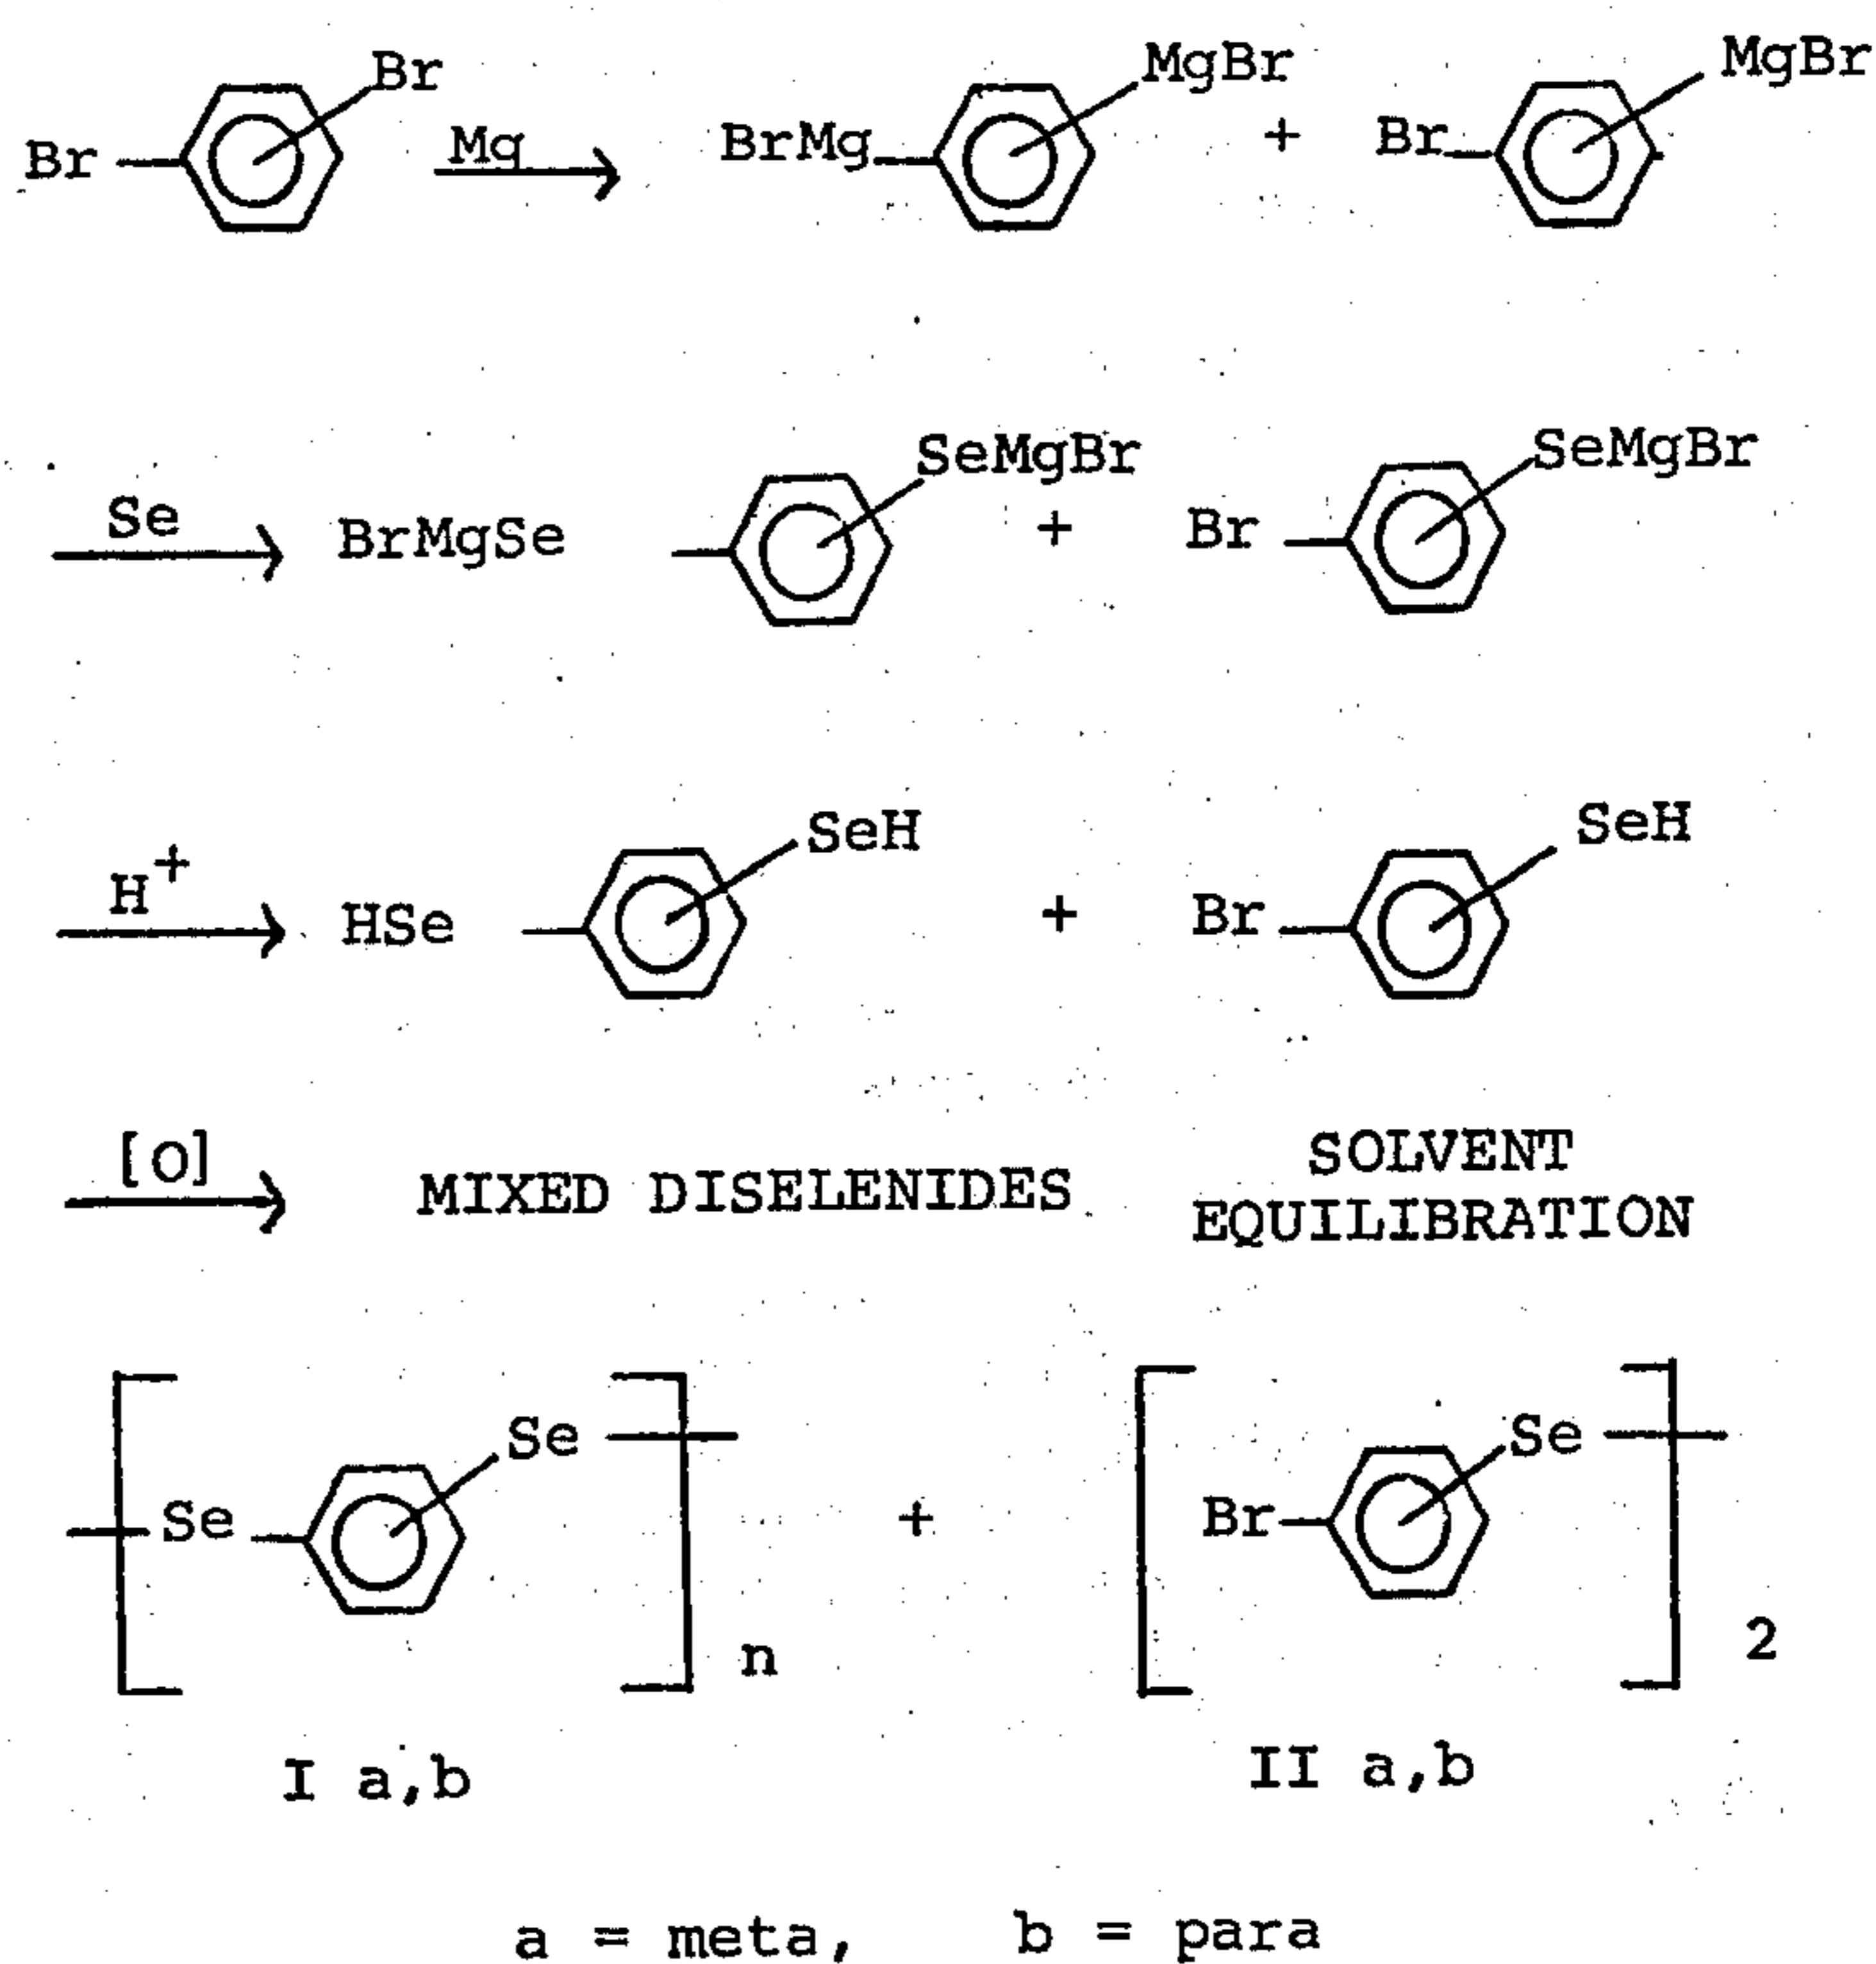 Br Br Mg BrMg MgBr + Br MgBr
Se BrMgSe SeMgBr + Br SeMgBr
H+ HSe SeH + Br SeH
[O] MIXED DISELENIDES SOLVENT
EQUILIBRATION
Se Se n + Br Se 2
I a,b II a,b
a = meta, b = para